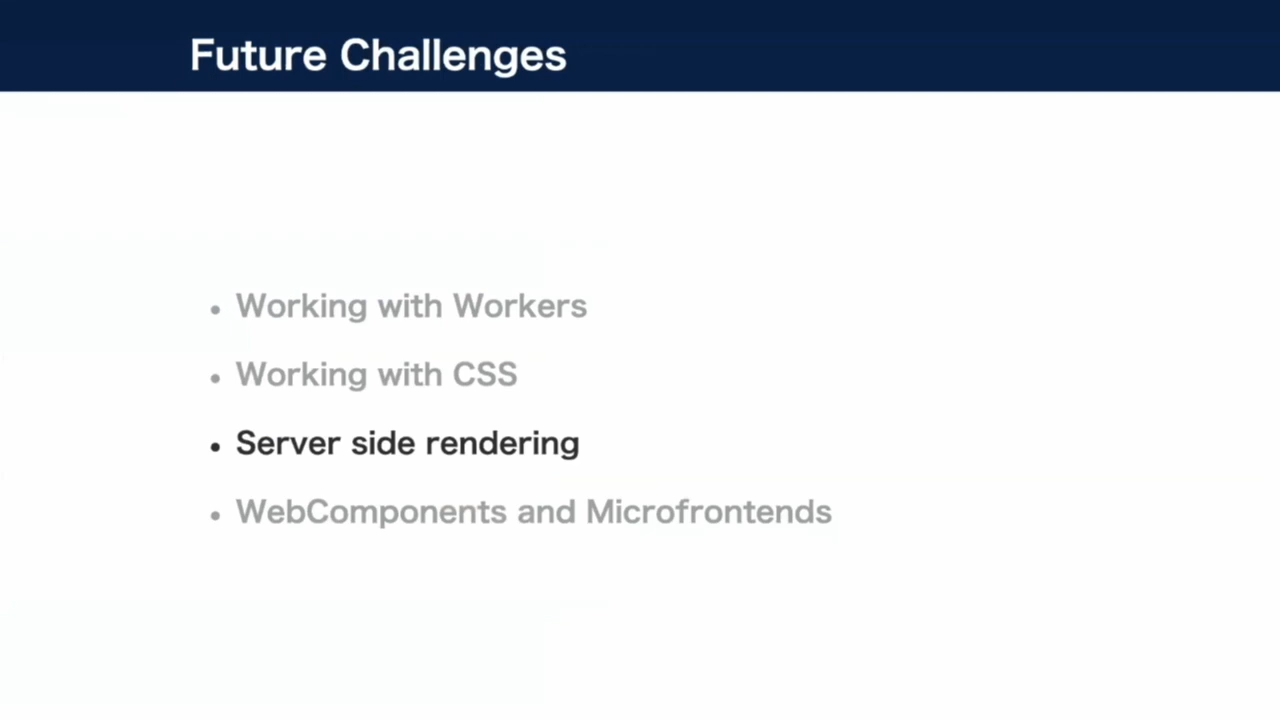 Future Challenges
• Working with Workers
• Working with CSS
• Server side rendering
• WebComponents and Microfrontends